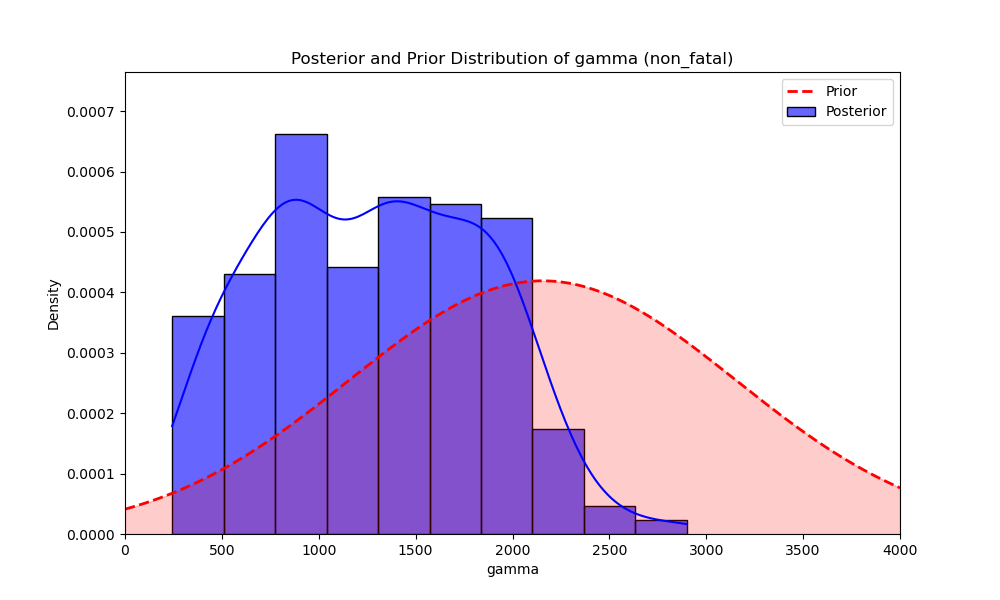 Posterior and Prior Distribution of gamma (non_fatal)
Prior
Posterior
Density
0.0007
0.0006
0.0005
0.0004
0.0003
0.0002
0.0001
0.0000
0 500 1000 1500 2000 2500 3000 3500 4000
gamma